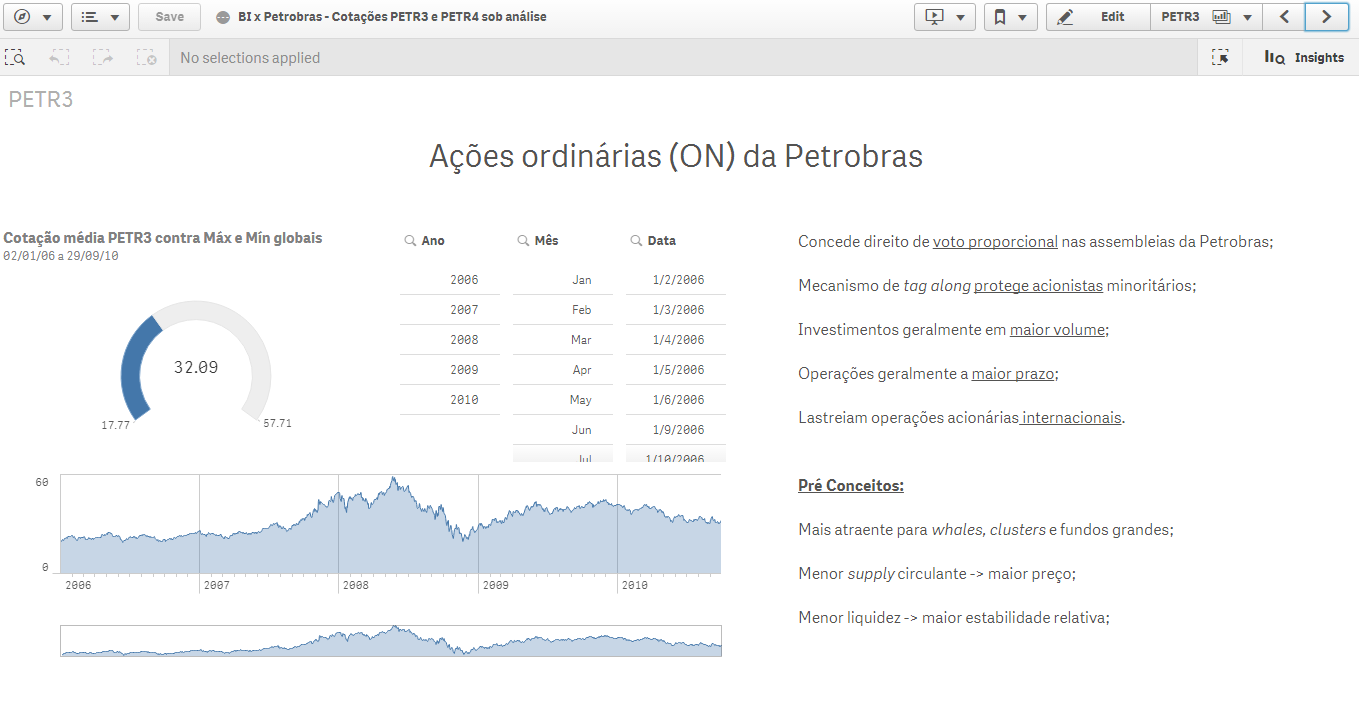 Save
BI x Petrobras - Cotações PETR3 e PETR4 sob análise
Edit
PETR3
No selections applied
Insights
PETR3
Ações ordinárias (ON) da Petrobras
Cotação média PETR3 contra Máx e Mín globais
02/01/06 a 29/09/10
32.09
17.77
57.71
Ano
2006
2007
2008
2009
2010
Mês
Jan
Feb
Mar
Apr
May
Jun
Jul
Data
1/2/2006
1/3/2006
1/4/2006
1/5/2006
1/6/2006
1/9/2006
1/10/2006
60
0
2006
2007
2008
2009
2010
Concede direito de voto proporcional nas assembleias da Petrobras;
Mecanismo de tag along protege acionistas minoritários;
Investimentos geralmente em maior volume;
Operações geralmente a maior prazo;
Lastreiam operações acionárias internacionais.
Pré Conceitos:
Mais atraente para whales, clusters e fundos grandes;
Menor supply circulante -> maior preço;
Menor liquidez -> maior estabilidade relativa;